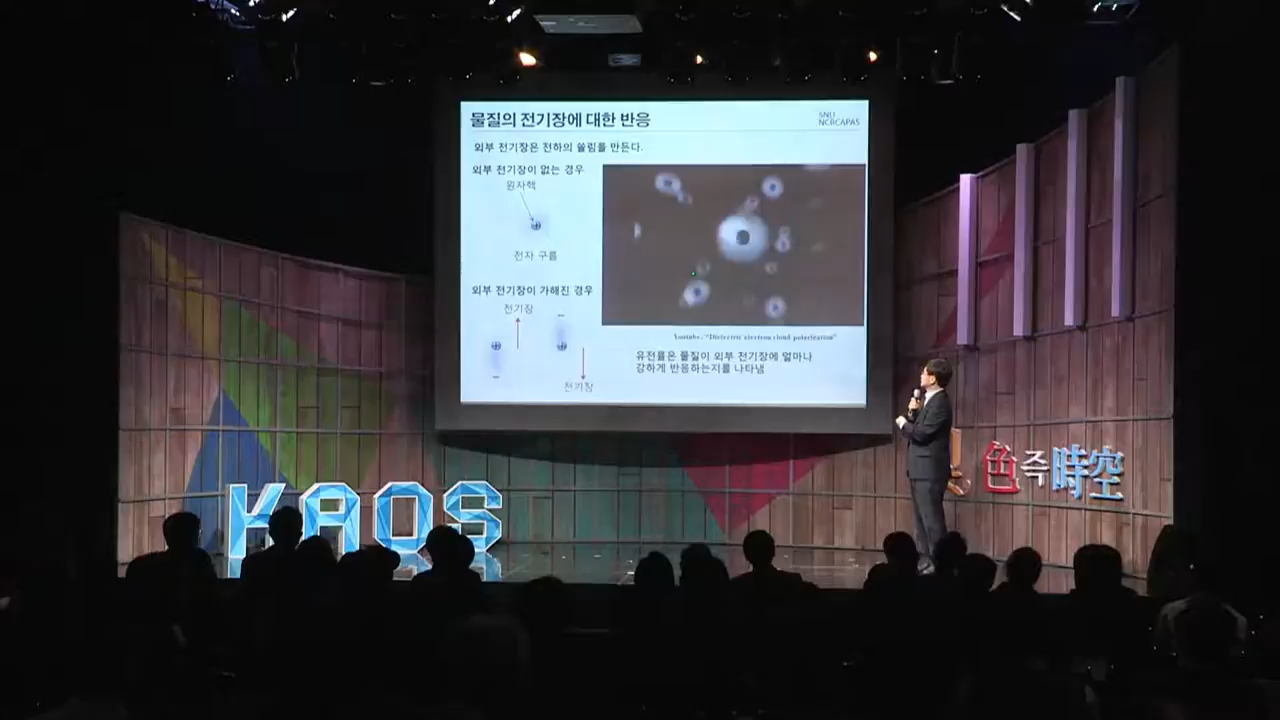 물질의 전기장에 대한 반응
SNU
NCRCAPAS
외부 전기장은 전하의 쏠림를 만든다.
외부 전기장이 없는 경우
원자핵
전자 구름
외부 전기장이 가해진 경우
전기장
전기장
Youtube, "Dielectric electron cloud polarization"
유전률은 물질이 외부 전기장에 얼마나
강하게 반응하는지를 나타냄
KAOS
色즉時空